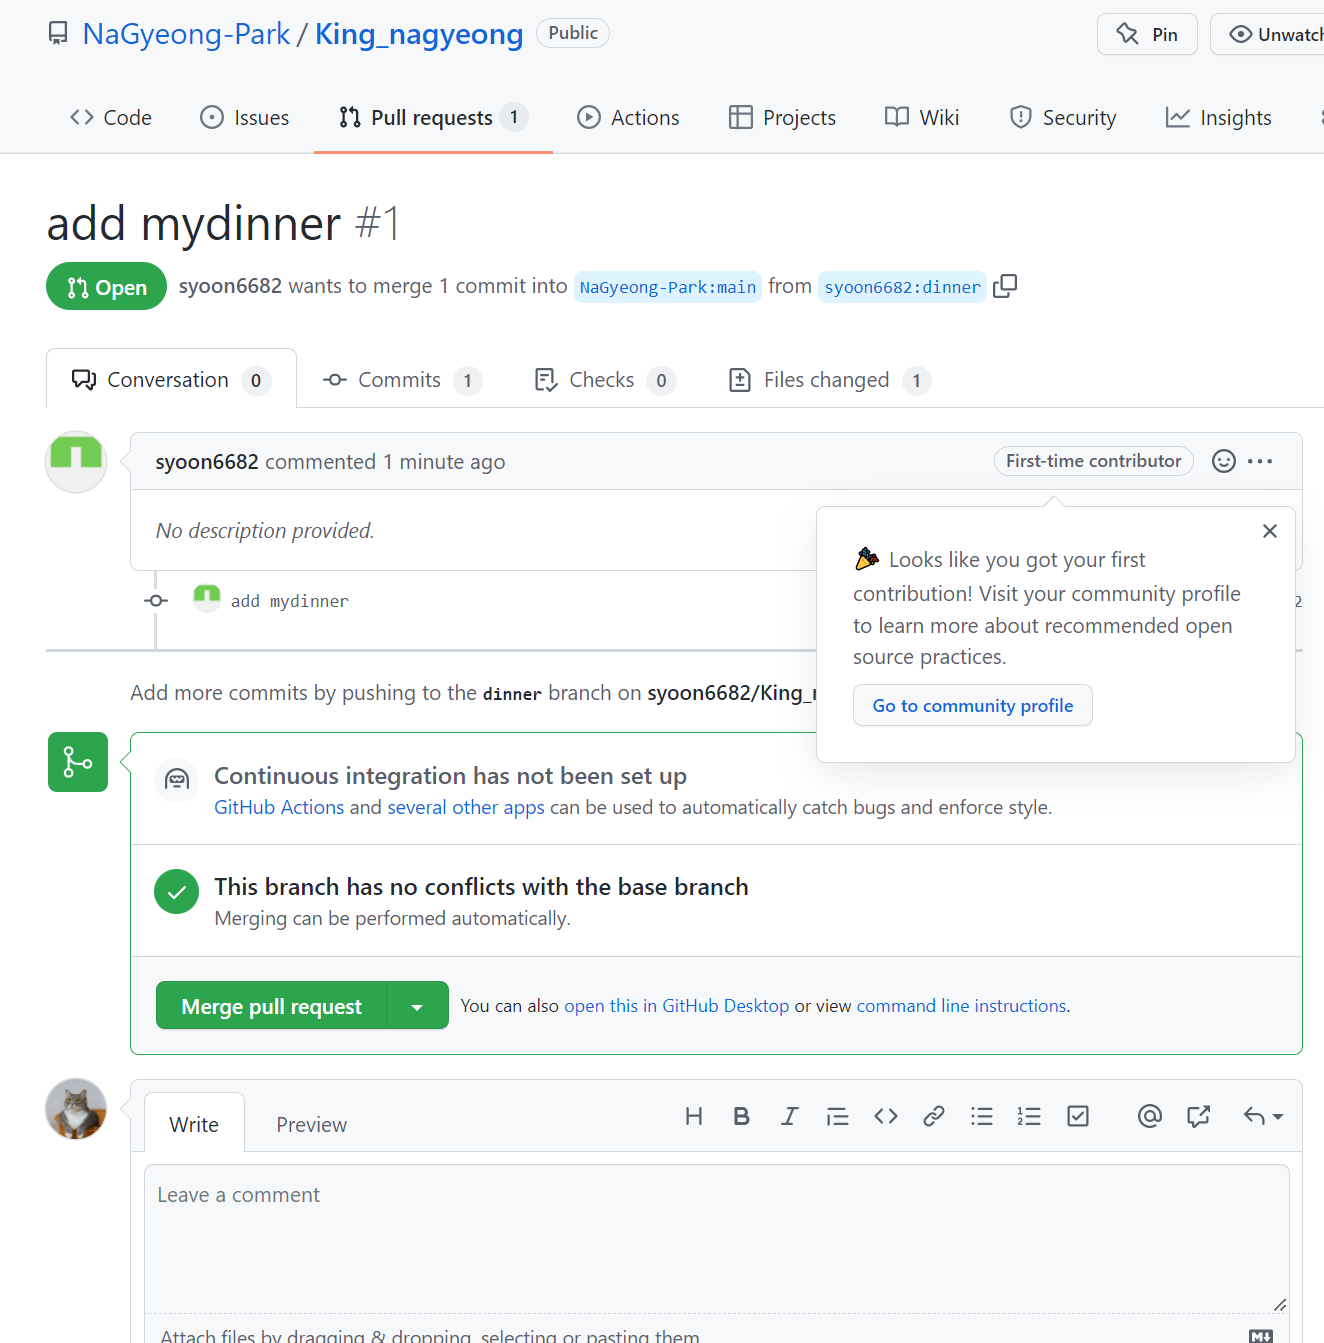 NaGyeong-Park / King_nagyeong Public Pin
Code Issues Pull requests 1 Actions Projects Wiki Security Insights
add mydinner #1
Open syoon6682 wants to merge 1 commit into NaGyeong-Park:main from syoon6682:dinner
Conversation 0 Commits 1 Checks 0 Files changed 1
syoon6682 commented 1 minute ago First-time contributor
No description provided.
🎉 Looks like you got your first
contribution! Visit your community profile
to learn more about recommended open
source practices.
Go to community profile
add mydinner
Add more commits by pushing to the dinner branch on syoon6682/King_
Continuous integration has not been set up
GitHub Actions and several other apps can be used to automatically catch bugs and enforce style.
This branch has no conflicts with the base branch
Merging can be performed automatically.
Merge pull request You can also open this in GitHub Desktop or view command line instructions.
Write Preview H B I
Leave a comment
Attach files by dragging & dropping, selecting or pasting them